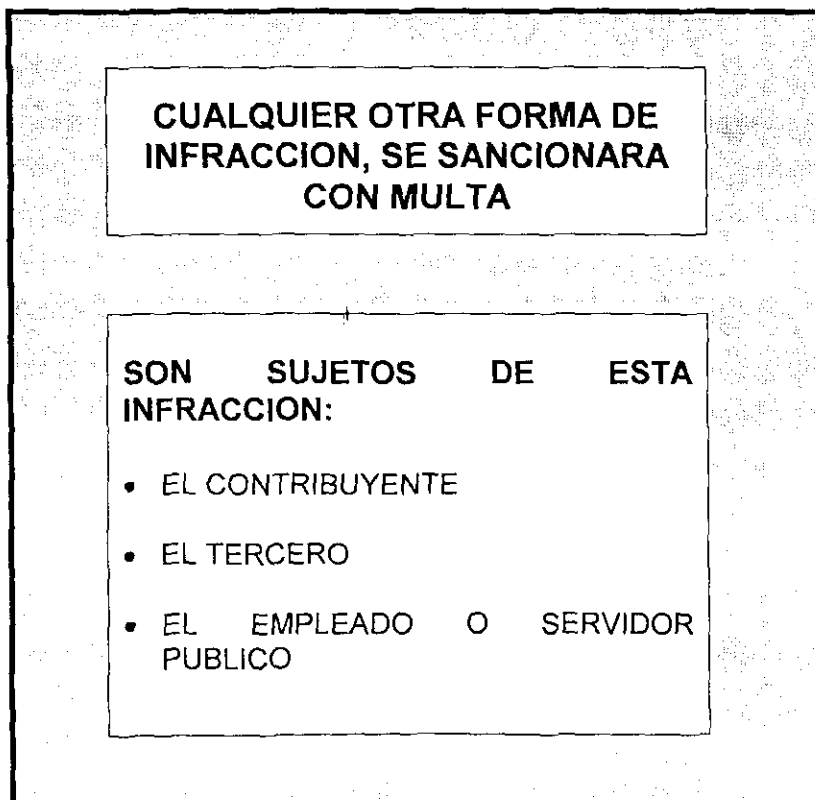 CUALQUIER OTRA FORMA DE
INFRACCION, SE SANCIONARA
CON MULTA
SON SUJETOS DE ESTA
INFRACCION:
• EL CONTRIBUYENTE
• EL TERCERO
• EL EMPLEADO O SERVIDOR
PUBLICO